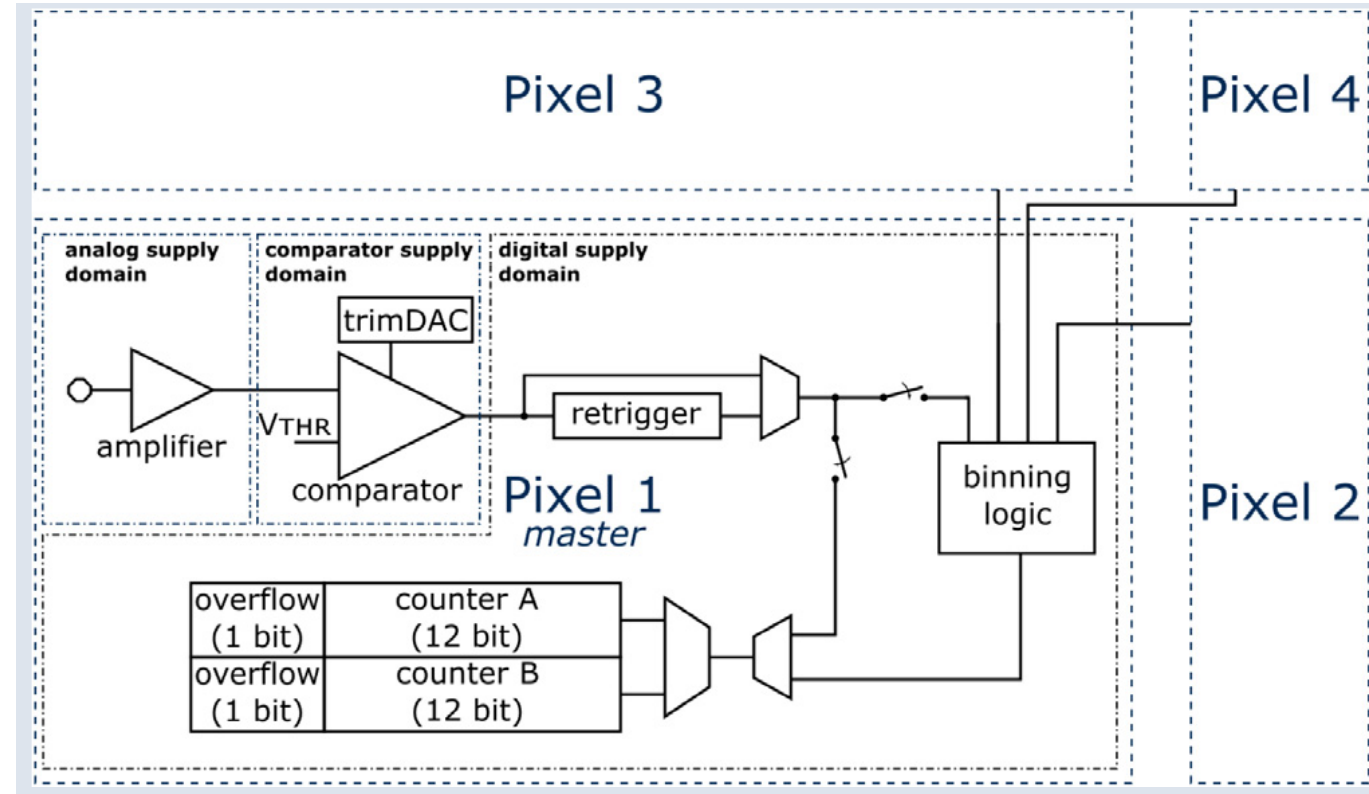 Pixel 3
Pixel 4
analog supply
domain
comparator supply
domain
digital supply
domain
trimDAC
VTHR
amplifier
comparator
retrigger
Pixel 1
master
binning
logic
Pixel 2
overflow
(1 bit)
counter A
(12 bit)
overflow
(1 bit)
counter B
(12 bit)